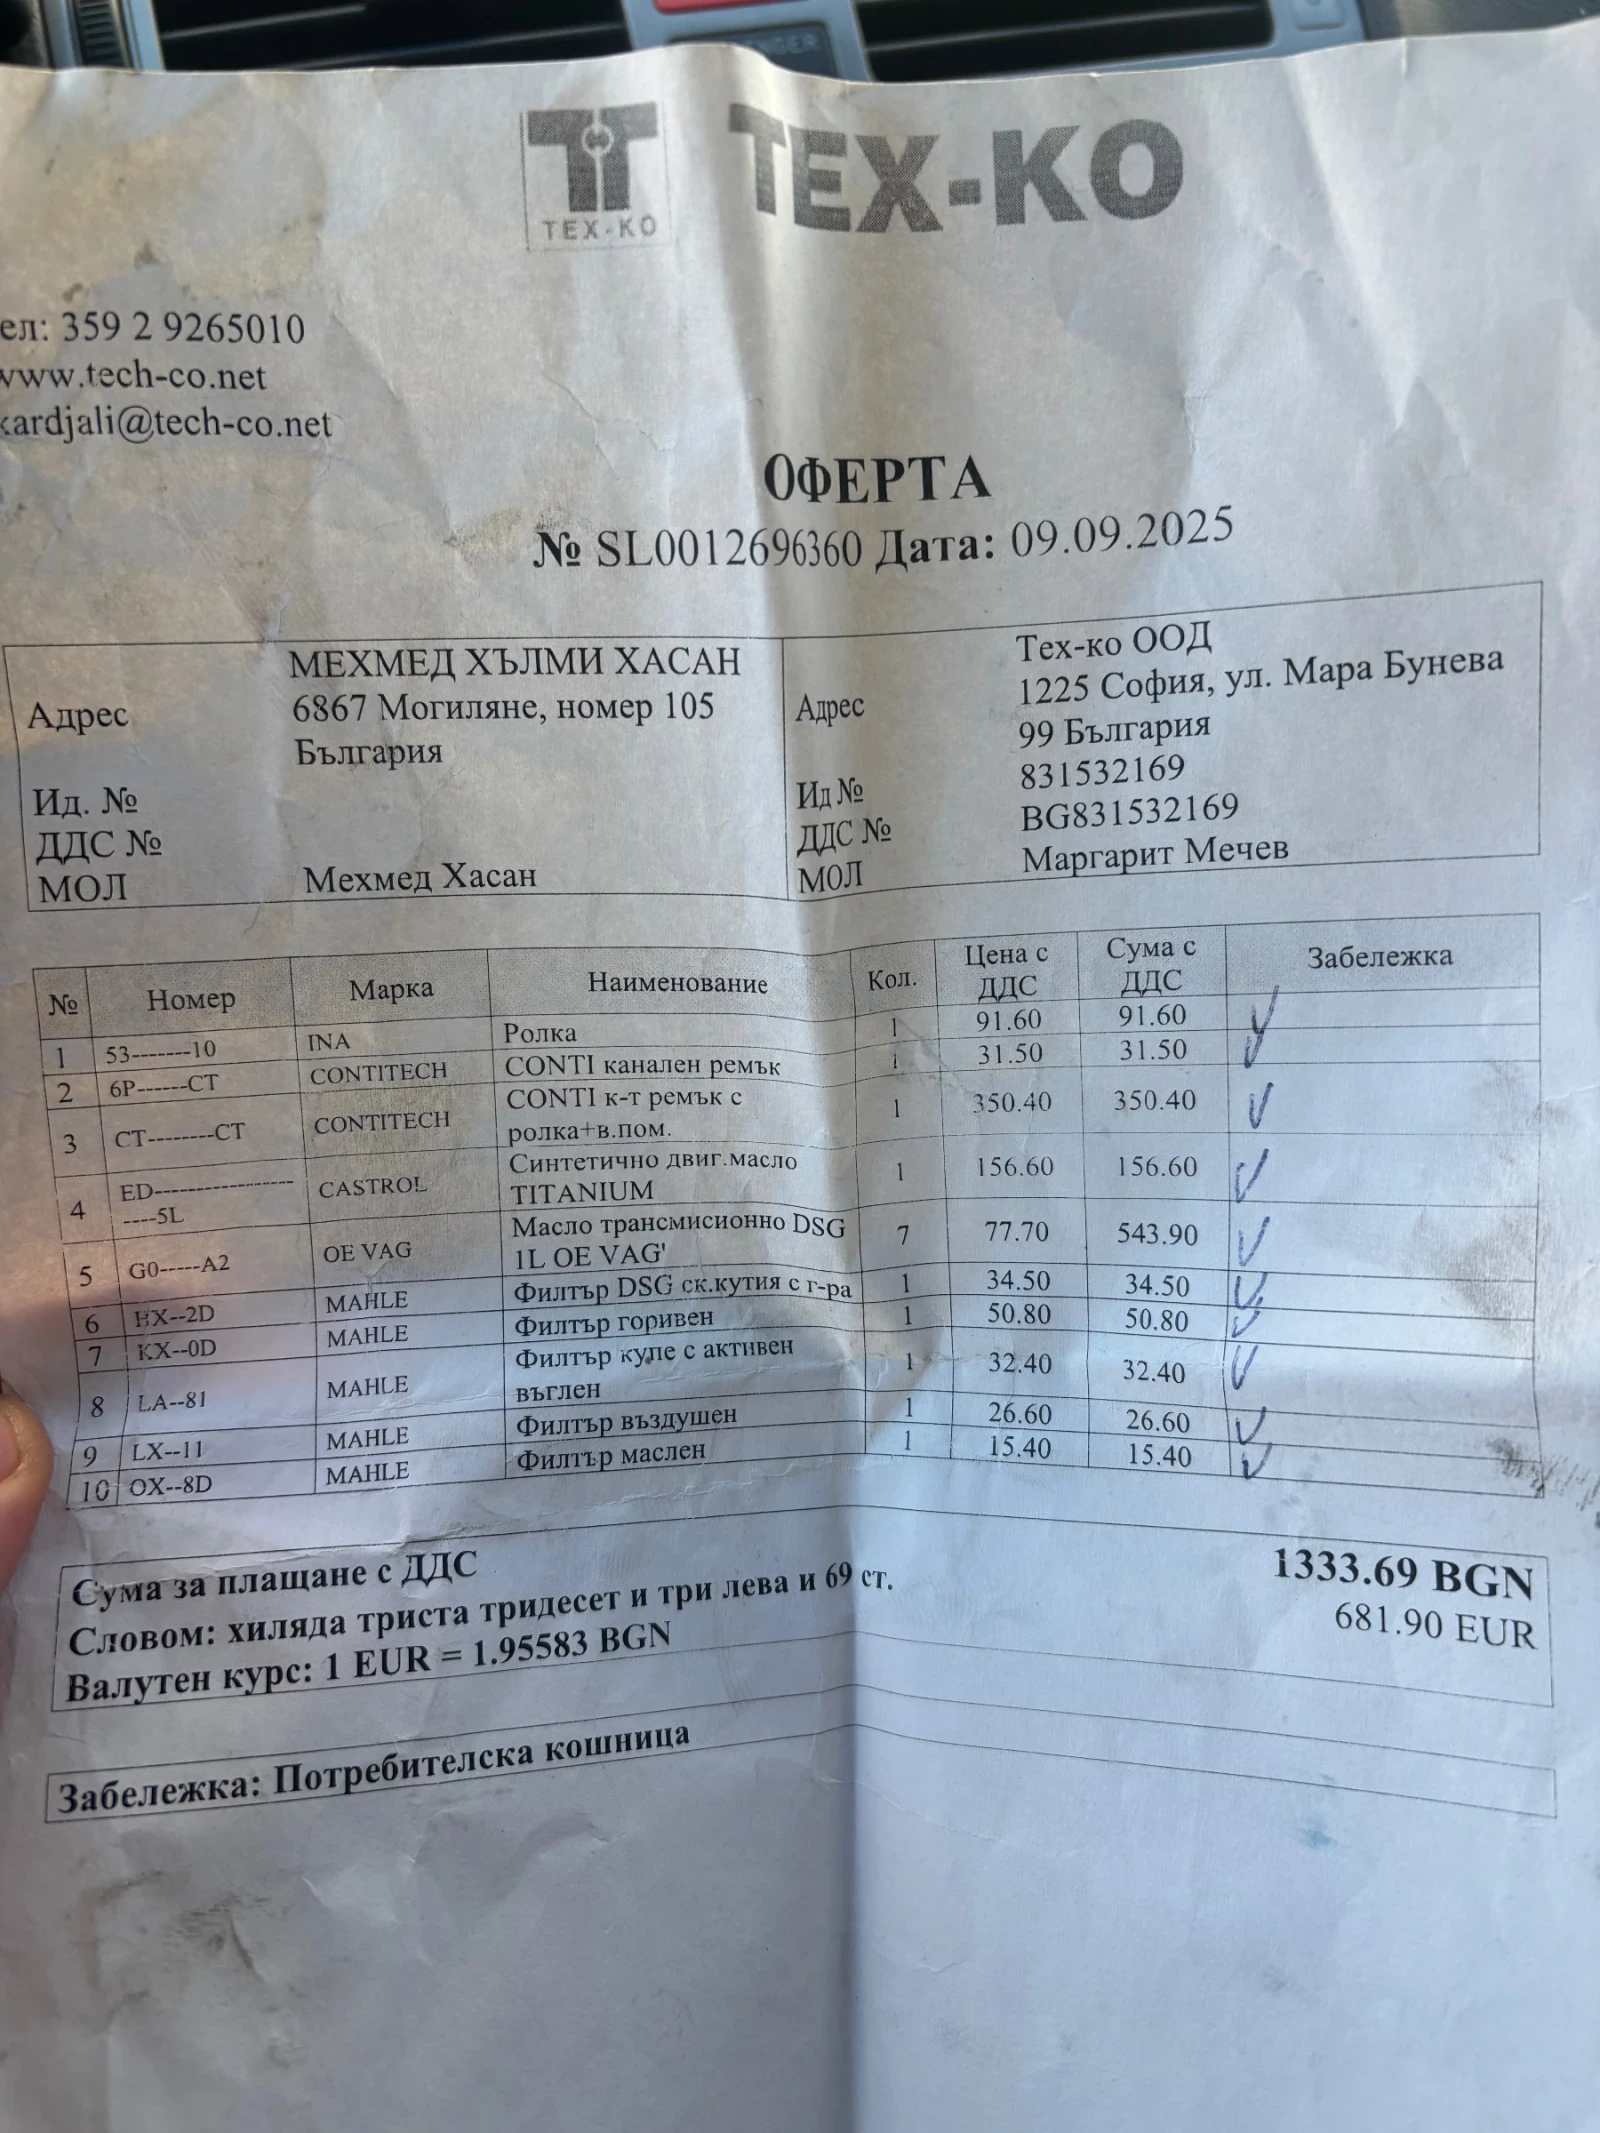 ТЕХ-КО
ТЕХ-КО
ел: 359 2 9265010
www.tech-co.net
kardjali@tech-co.net
ОФЕРТА
№ SL0012696360 Дата: 09.09.2025
МЕХМЕД ХЪЛМИ ХАСАН
Адрес 6867 Могиляне, номер 105
България
Ид. №
ДДС №
МОЛ Мехмед Хасан
Тех-ко ООД
Адрес 1225 София, ул. Мара Бунева
99 България
Ид № 831532169
ДДС № BG831532169
МОЛ Маргарит Мечев
№ Номер Марка Наименование Кол. Цена с ДДС Сума с ДДС Забележка
1 53-------10 INA Ролка 1 91.60 91.60
2 6P------CT CONTITECH CONTI канален ремък 1 31.50 31.50
3 CT--------CT CONTITECH CONTI к-т ремък с 1 350.40 350.40
ролка+в.пом.
4 ED----------------- CASTROL Синтетично двиг.масло 1 156.60 156.60
----5L TITANIUM
5 G0-----A2 OE VAG Масло трансмисионно DSG 7 77.70 543.90
1L OE VAG'
6 HX--2D MAHLE Филтър DSG ск.кутия с г-ра 1 34.50 34.50
7 KX--0D MAHLE Филтър горивен 1 50.80 50.80
8 LA--81 MAHLE Филтър купе с активен 1 32.40 32.40
въглен
9 LX--11 MAHLE Филтър въздушен 1 26.60 26.60
10 OX--8D MAHLE Филтър маслен 1 15.40 15.40
Сума за плащане с ДДС 1333.69 BGN
Словом: хиляда триста тридесет и три лева и 69 ст. 681.90 EUR
Валутен курс: 1 EUR = 1.95583 BGN
Забележка: Потребителска кошница